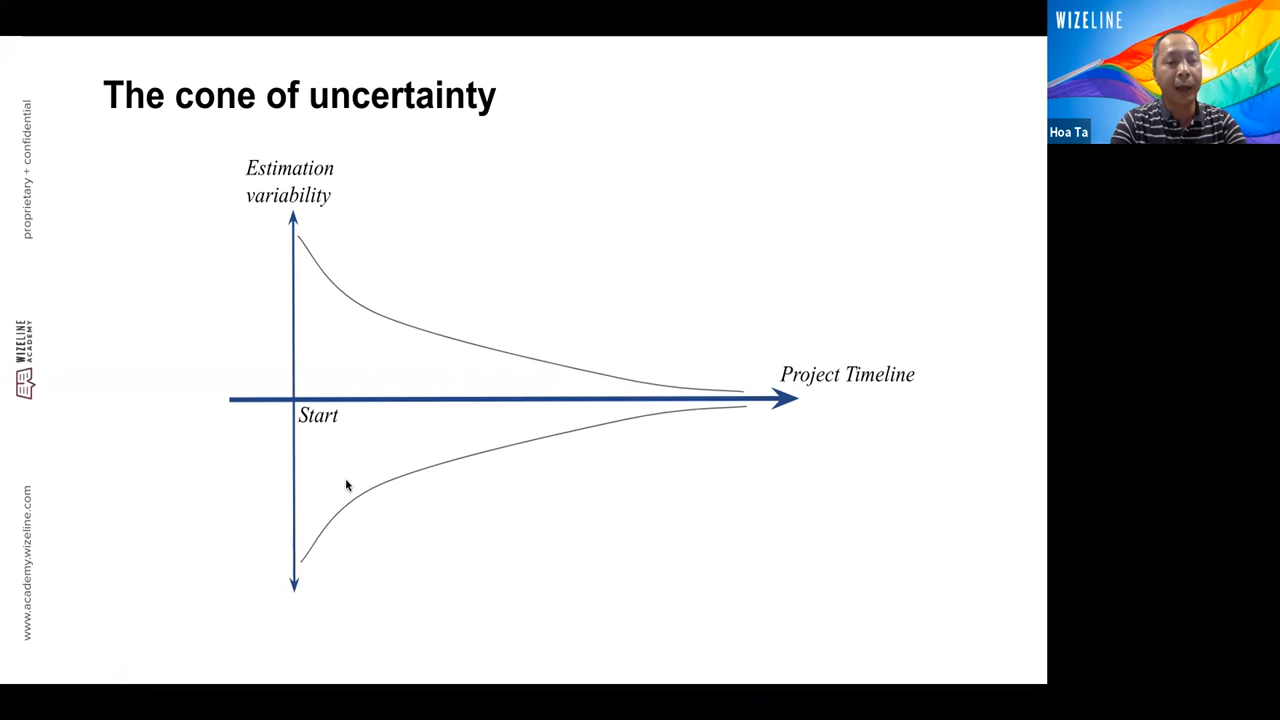 The cone of uncertainty
Estimation
variability
Project Timeline
Start
proprietary + confidential
WIZELINE
ACADEMY
www.academy.wizeline.com
WIZELINE
Hoa Ta